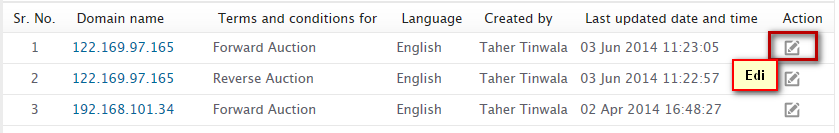 Sr. No. Domain name Terms and conditions for Language Created by Last updated date and time Action
1 122.169.97.165 Forward Auction English Taher Tinwala 03 Jun 2014 11:23:05
Edi
2 122.169.97.165 Reverse Auction English Taher Tinwala 03 Jun 2014 11:22:57
3 192.168.101.34 Forward Auction English Taher Tinwala 02 Apr 2014 16:48:27